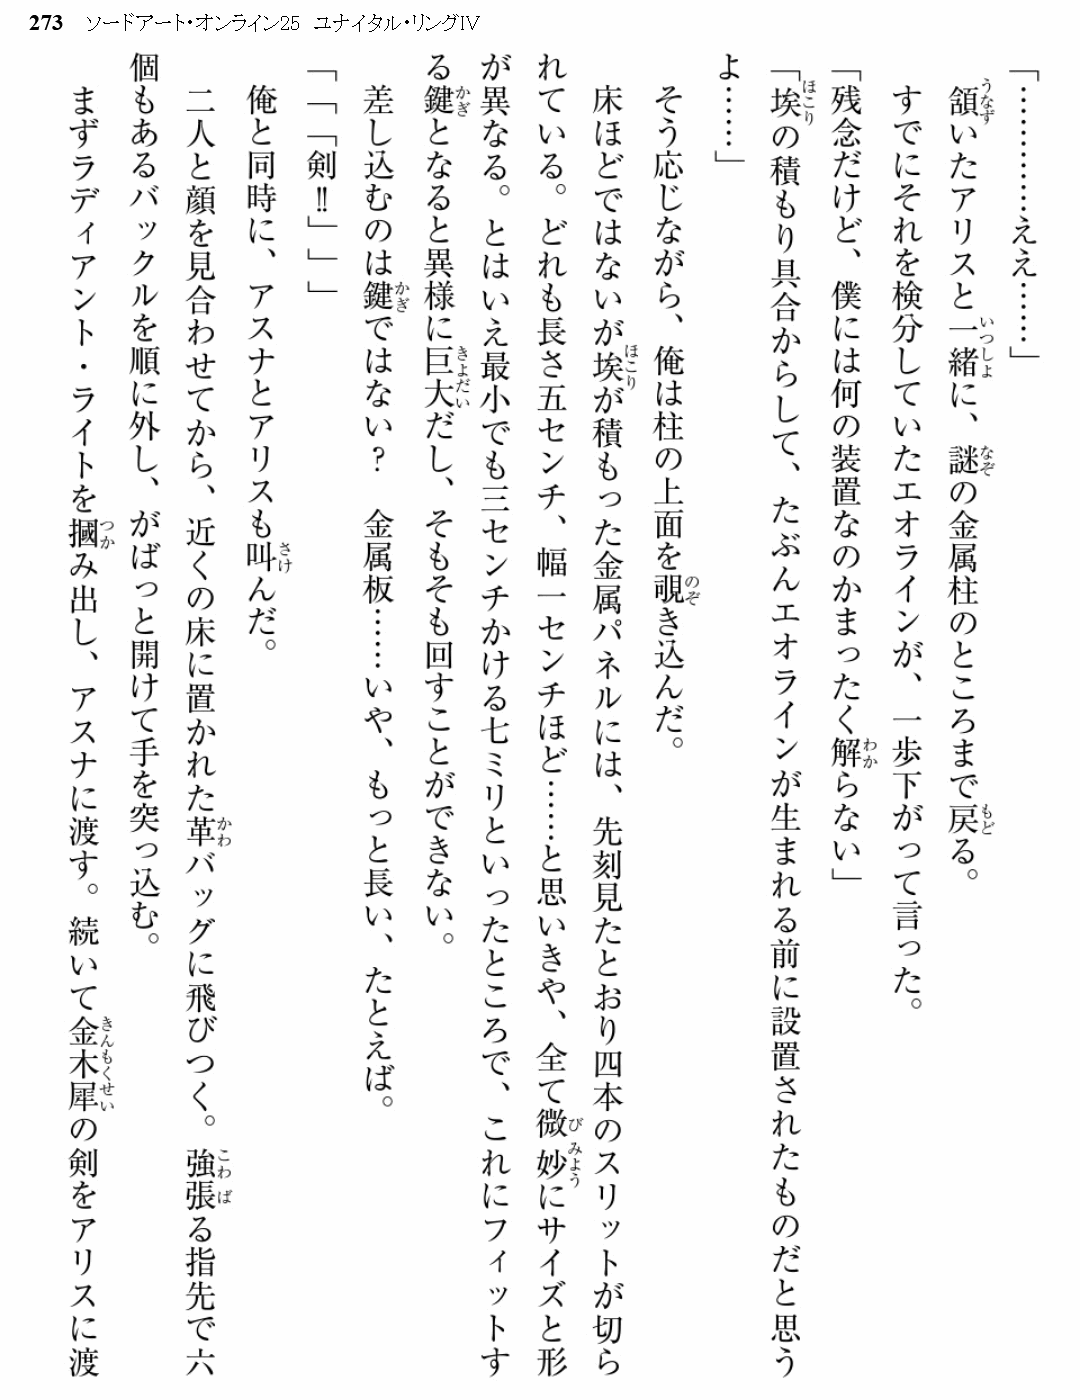 273 ソードアート・オンライン25 ユナイタル・リングⅣ
「…………ええ……」
頷いたアリスと一緒に、謎の金属柱のところまで戻る。
すでにそれを検分していたエオラインが、一歩下がって言った。
「残念だけど、僕には何の装置なのかまったく解らない」
「埃の積もり具合からして、たぶんエオラインが生まれる前に設置されたものだと思う
よ……」
そう応じながら、俺は柱の上面を覗き込んだ。
床ほどではないが埃が積もった金属パネルには、先刻見たとおり四本のスリットが切ら
れている。どれも長さ五センチ、幅一センチほど……と思いきや、全て微妙にサイズと形
が異なる。とはいえ最小でも三センチかける七ミリといったところで、これにフィットす
る鍵となると異様に巨大だし、そもそも回すことができない。
差し込むのは鍵ではない？　金属板……いや、もっと長い、たとえば。
「「「剣!!」」」
俺と同時に、アスナとアリスも叫んだ。
二人と顔を見合わせてから、近くの床に置かれた革バッグに飛びつく。強張る指先で六
個もあるバックルを順に外し、がばっと開けて手を突っ込む。
まずラディアント・ライトを摑み出し、アスナに渡す。続いて金木犀の剣をアリスに渡